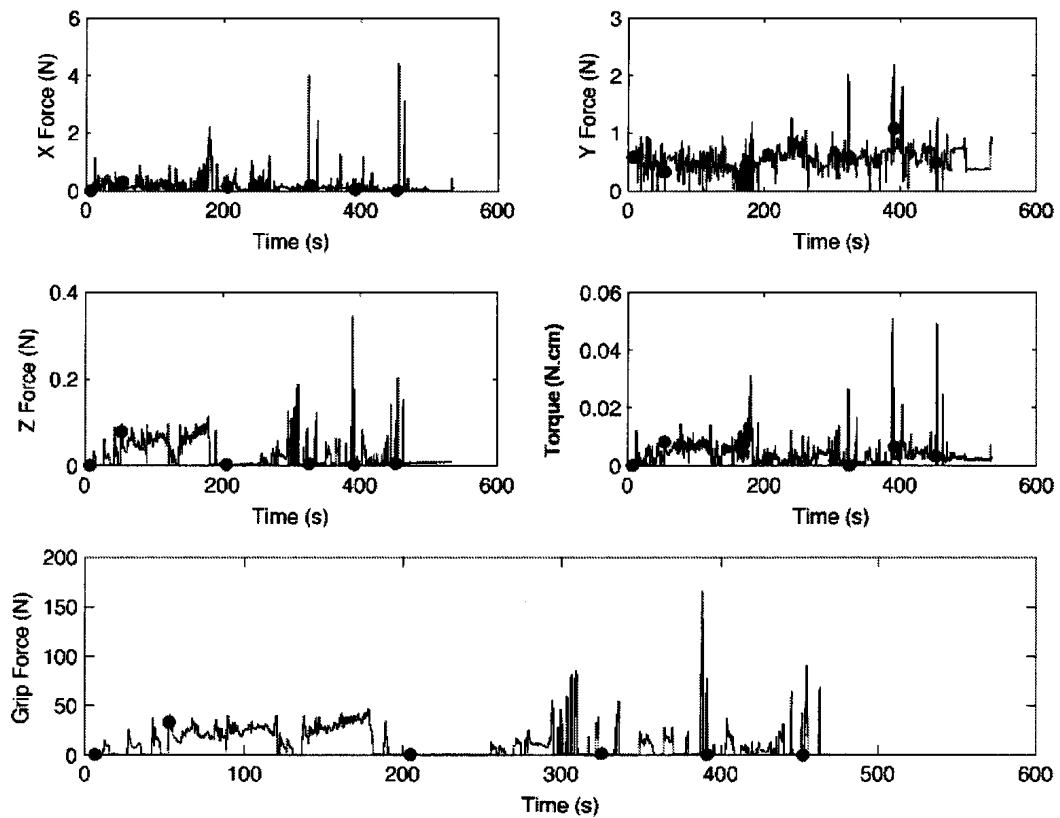 6
4
2
0
X Force (N)
0 200 400 600
Time (s)
3
2
1
0
Y Force (N)
0 200 400 600
Time (s)
0.4
0.2
0
Z Force (N)
0 200 400 600
Time (s)
0.06
0.04
0.02
0
Torque (N.cm)
0 200 400 600
Time (s)
200
150
100
50
0
Grip Force (N)
0 100 200 300 400 500 600
Time (s)